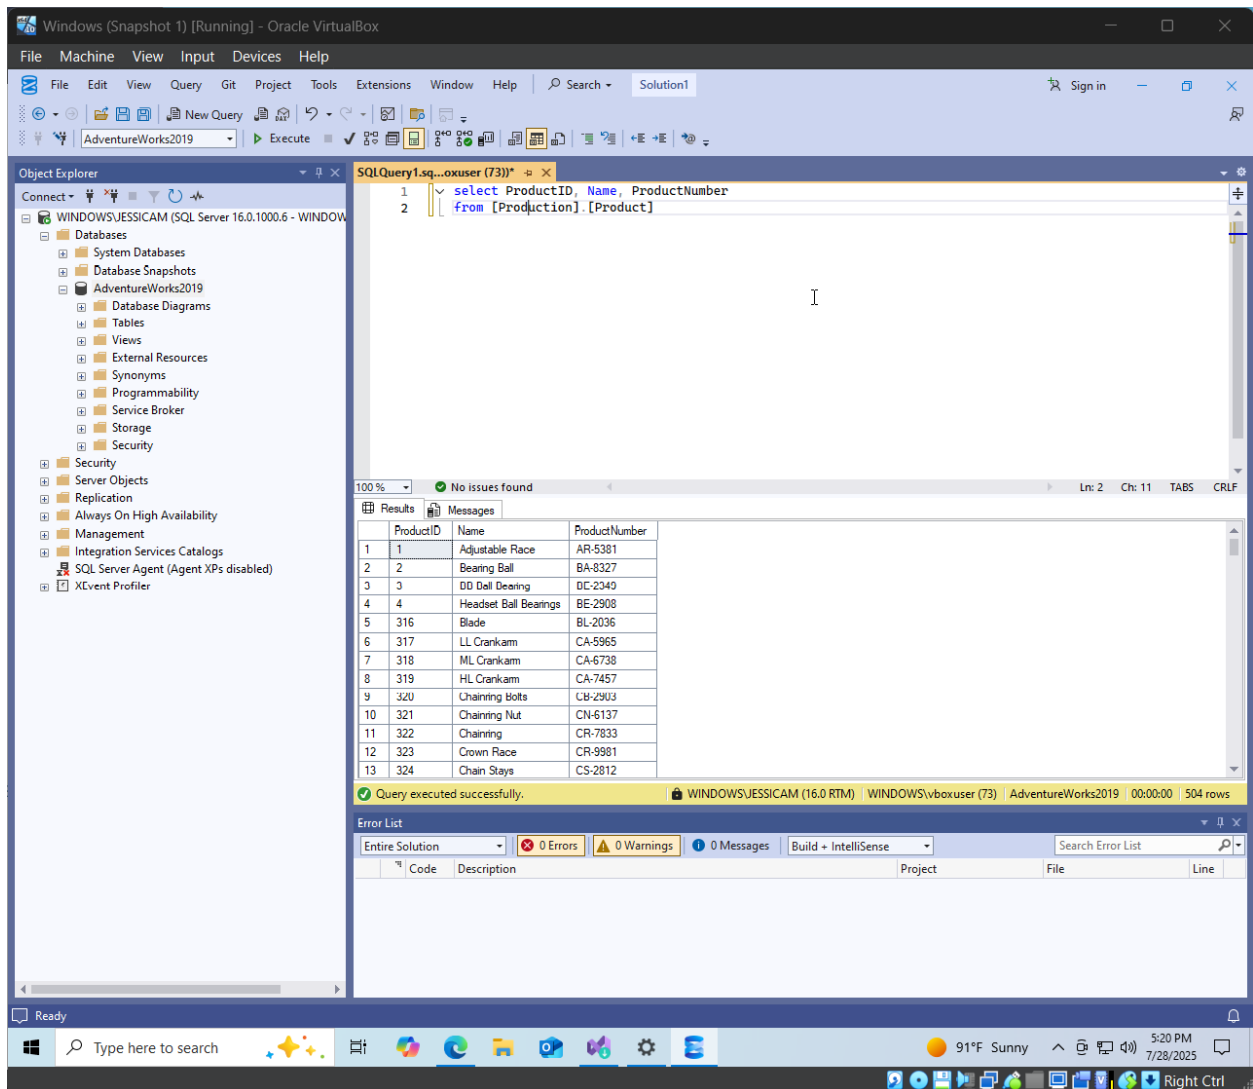 Windows (Snapshot 1) [Running] - Oracle VirtualBox
File Machine View Input Devices Help
File Edit View Query Git Project Tools Extensions Window Help Search Solution1 Sign in
New Query
AdventureWorks2019 Execute
Object Explorer
Connect
WINDOWS\JESSICAM (SQL Server 16.0.1000.6 - WINDOW
Databases
System Databases
Database Snapshots
AdventureWorks2019
Database Diagrams
Tables
Views
External Resources
Synonyms
Programmability
Service Broker
Storage
Security
Security
Server Objects
Replication
Always On High Availability
Management
Integration Services Catalogs
SQL Server Agent (Agent XPs disabled)
XEvent Profiler
SQLQuery1.sq...oxuser (73))*
1 select ProductID, Name, ProductNumber
2 from [Production].[Product]
100 % No issues found Ln: 2 Ch: 11 TABS CRLF
Results Messages
ProductID Name ProductNumber
1 1 Adjustable Race AR-5381
2 2 Bearing Ball BA-8327
3 3 BB Ball Bearing BE-2349
4 4 Headset Ball Bearings BE-2908
5 316 Blade BL-2036
6 317 LL Crankarm CA-5965
7 318 ML Crankarm CA-6738
8 319 HL Crankarm CA-7457
9 320 Chainring Bolts CB-2903
10 321 Chainring Nut CN-6137
11 322 Chainring CR-7833
12 323 Crown Race CR-9981
13 324 Chain Stays CS-2812
Query executed successfully. WINDOWS\JESSICAM (16.0 RTM) WINDOWS\vboxuser (73) AdventureWorks2019 00:00:00 504 rows
Error List
Entire Solution 0 Errors 0 Warnings 0 Messages Build + IntelliSense Search Error List
Code Description Project File Line
Ready
Type here to search 91°F Sunny 5:20 PM
7/28/2025
Right Ctrl